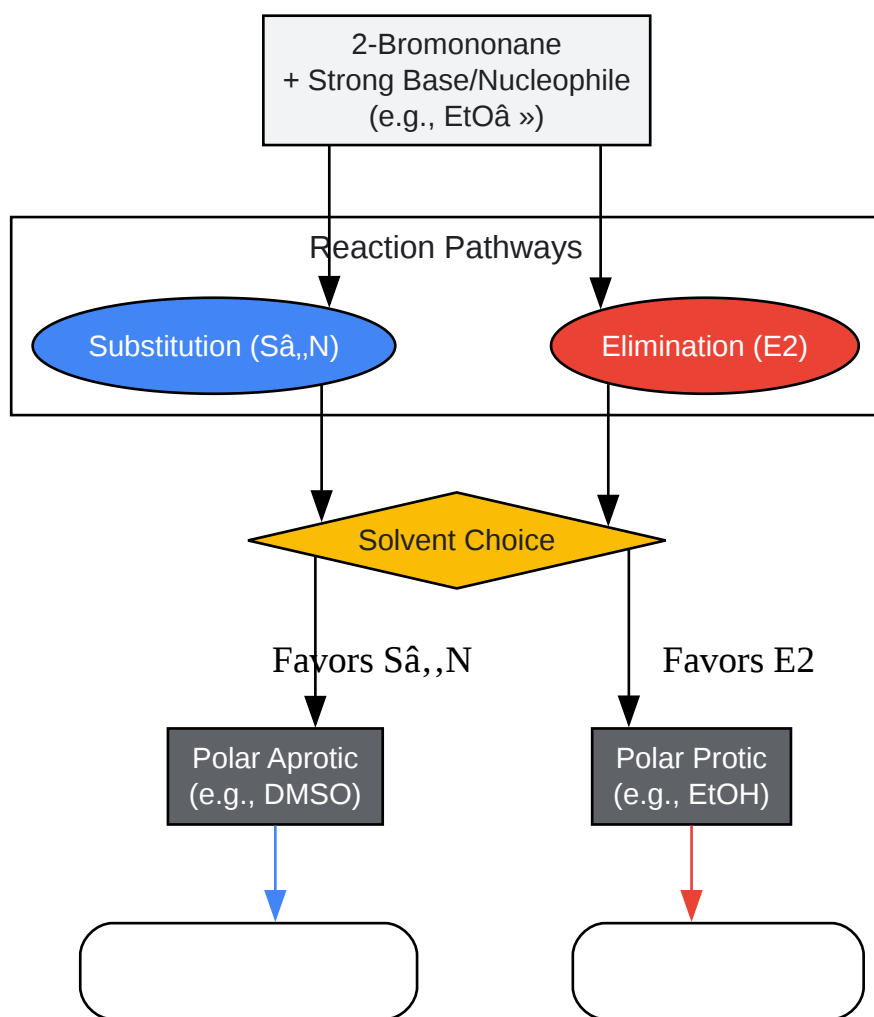 2-Bromononane
+ Strong Base/Nucleophile
(e.g., EtOâ »)
Reaction Pathways
Substitution (Sâ‚‚N)
Elimination (E2)
Solvent Choice
Favors Sâ‚‚N
Favors E2
Polar Aprotic
(e.g., DMSO)
Polar Protic
(e.g., EtOH)